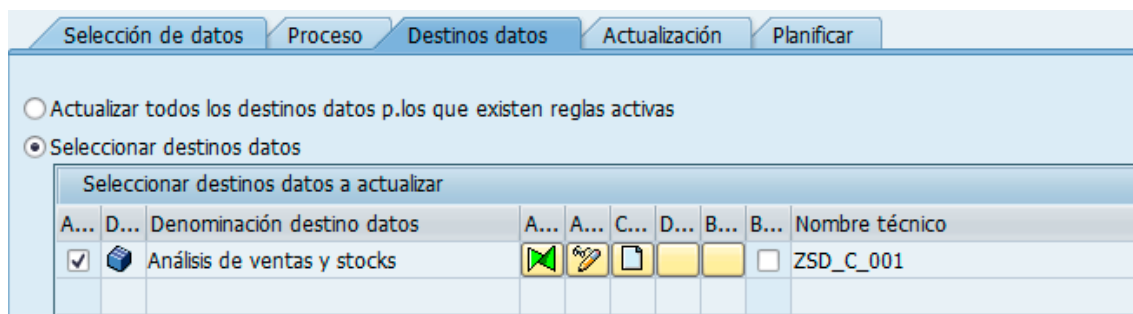 Selección de datos Proceso Destinos datos Actualización Planificar
Actualizar todos los destinos datos p.los que existen reglas activas
Seleccionar destinos datos
Seleccionar destinos datos a actualizar
A... D... Denominación destino datos A... A... C... D... B... B... Nombre técnico
Análisis de ventas y stocks ZSD_C_001